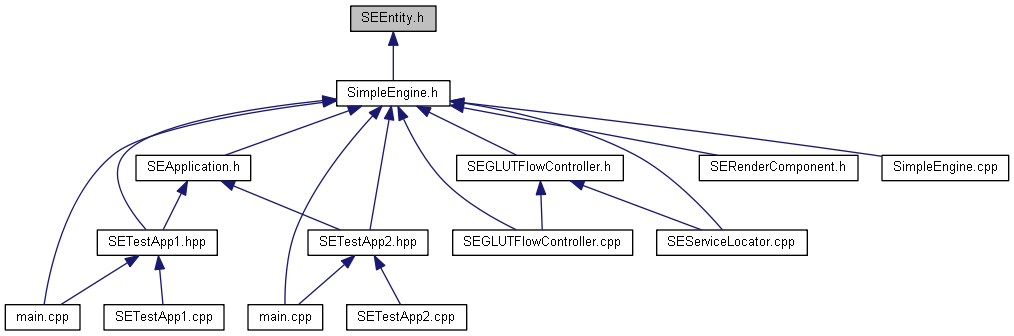 SEEntity.h
SimpleEngine.h
SEApplication.h
SEGLUTFlowController.h
SERenderComponent.h
SimpleEngine.cpp
SETestApp1.hpp
SETestApp2.hpp
SEGLUTFlowController.cpp
SEServiceLocator.cpp
main.cpp
SETestApp1.cpp
main.cpp
SETestApp2.cpp